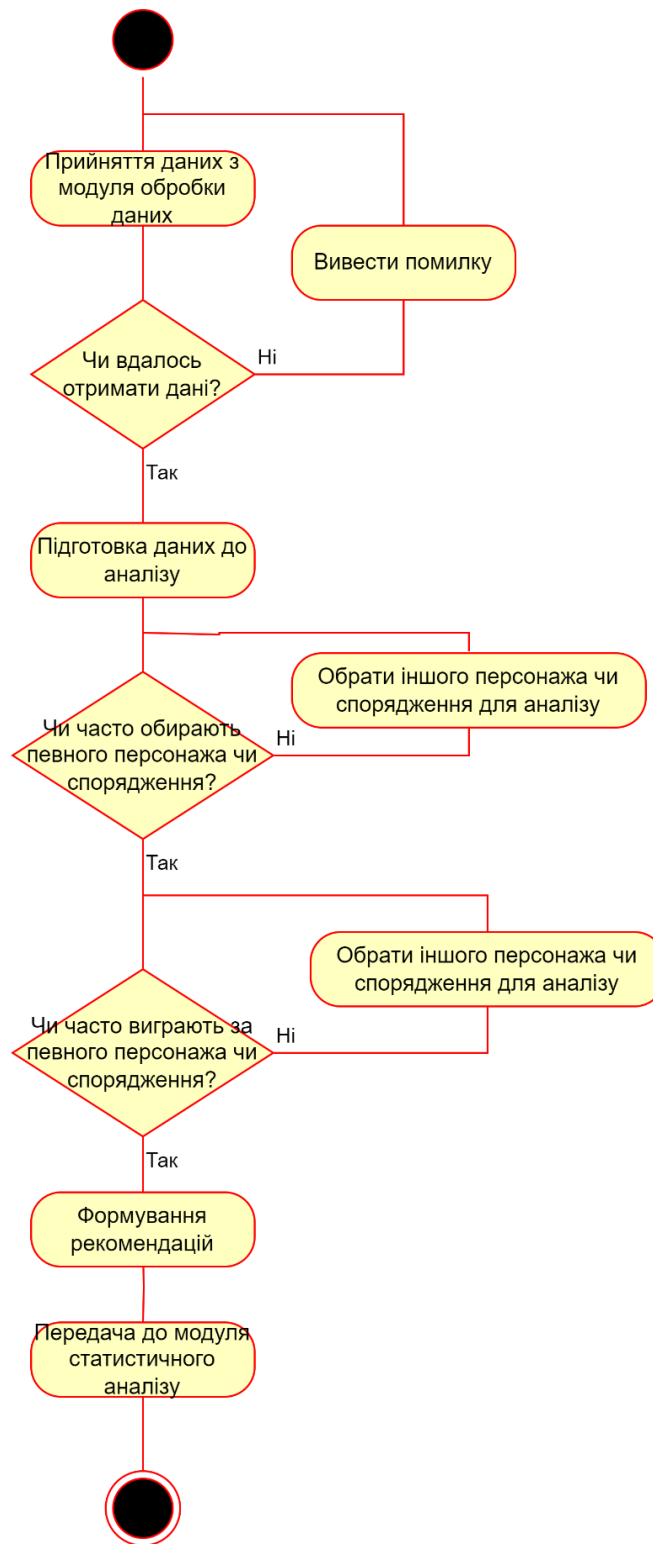 Прийняття даних з
модуля обробки
даних
Вивести помилку
Чи вдалось
отримати дані?
Ні
Так
Підготовка даних до
аналізу
Обрати іншого персонажа чи
спорядження для аналізу
Чи часто обирають
певного персонажа чи
спорядження?
Ні
Так
Обрати іншого персонажа чи
спорядження для аналізу
Чи часто виграють за
певного персонажа чи
спорядження?
Ні
Так
Формування
рекомендацій
Передача до модуля
статистичного
аналізу